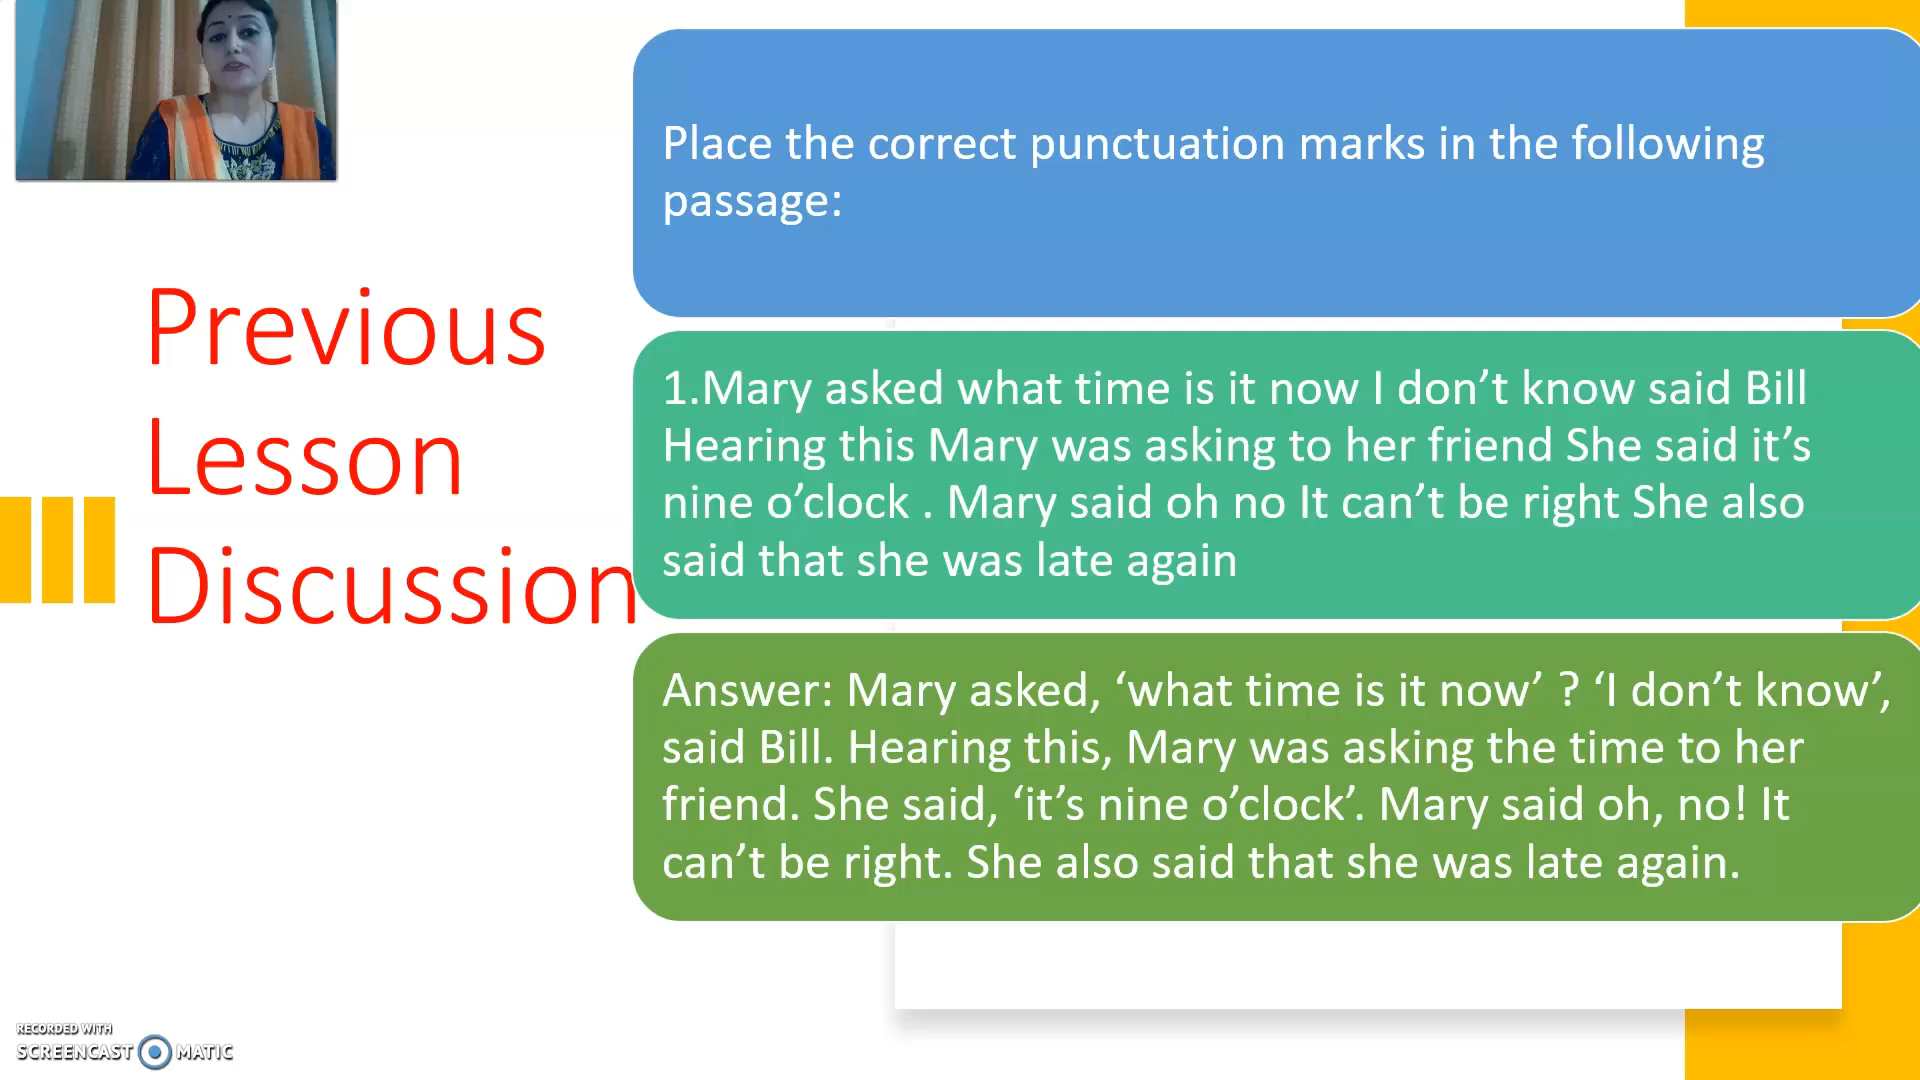 Previous
Lesson
Discussion
Place the correct punctuation marks in the following
passage:
1.Mary asked what time is it now I don’t know said Bill
Hearing this Mary was asking to her friend She said it’s
nine o’clock . Mary said oh no It can’t be right She also
said that she was late again
Answer: Mary asked, ‘what time is it now’ ? ‘I don’t know’,
said Bill. Hearing this, Mary was asking the time to her
friend. She said, ‘it’s nine o’clock’. Mary said oh, no! It
can’t be right. She also said that she was late again.
RECORDED WITH
SCREENCAST MATIC